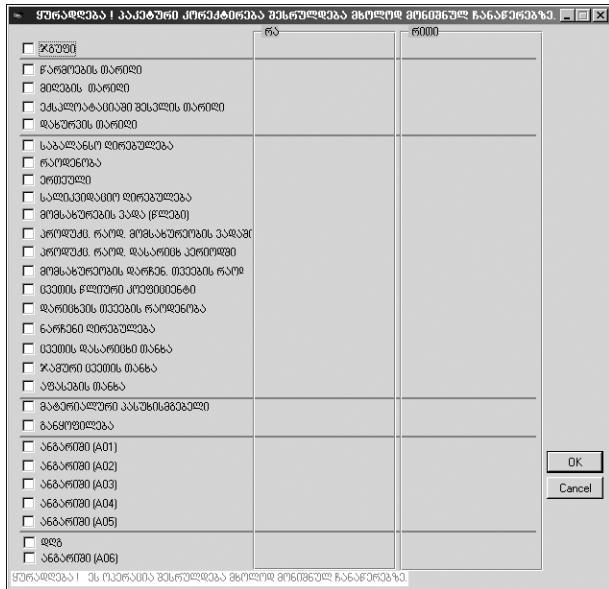 ყურადღება ! პაკეტური კორექტირება შესრულდება მხოლოდ მონიშნულ ჩანაწერებზე.
რა
რითი
ჯგუფი
წარმოების თარიღი
მიღების თარიღი
ექსპლოატაციაში შესვლის თარიღი
დახურვის თარიღი
საბალანსო ღირებულება
რაოდენობა
ერთეული
სალიკვიდაციო ღირებულება
მომსახურების ვადა (წლები)
პროდუქც. რაოდ. მომსახურეობის ვადაში
პროდუქც. რაოდ. დასარიცხ პერიოდში
მომსახურეობის დარჩენ. თვეების რაოდ
ცვეთის წლიური კოეფიციენტი
დარიცხვის თვეების რაოდენობა
ნარჩენი ღირებულება
ცვეთის დასარიცხი თანხა
ჯამური ცვეთის თანხა
აფასების თანხა
მატერიალური პასუხისმგებელი
განყოფილება
ანგარიში (A01)
ანგარიში (A02)
ანგარიში (A03)
ანგარიში (A04)
ანგარიში (A05)
დღგ
ანგარიში (A06)
OK
Cancel
ყურადღება ! ეს ოპერაცია შესრულდება მხოლოდ მონიშნულ ჩანაწერებზე.